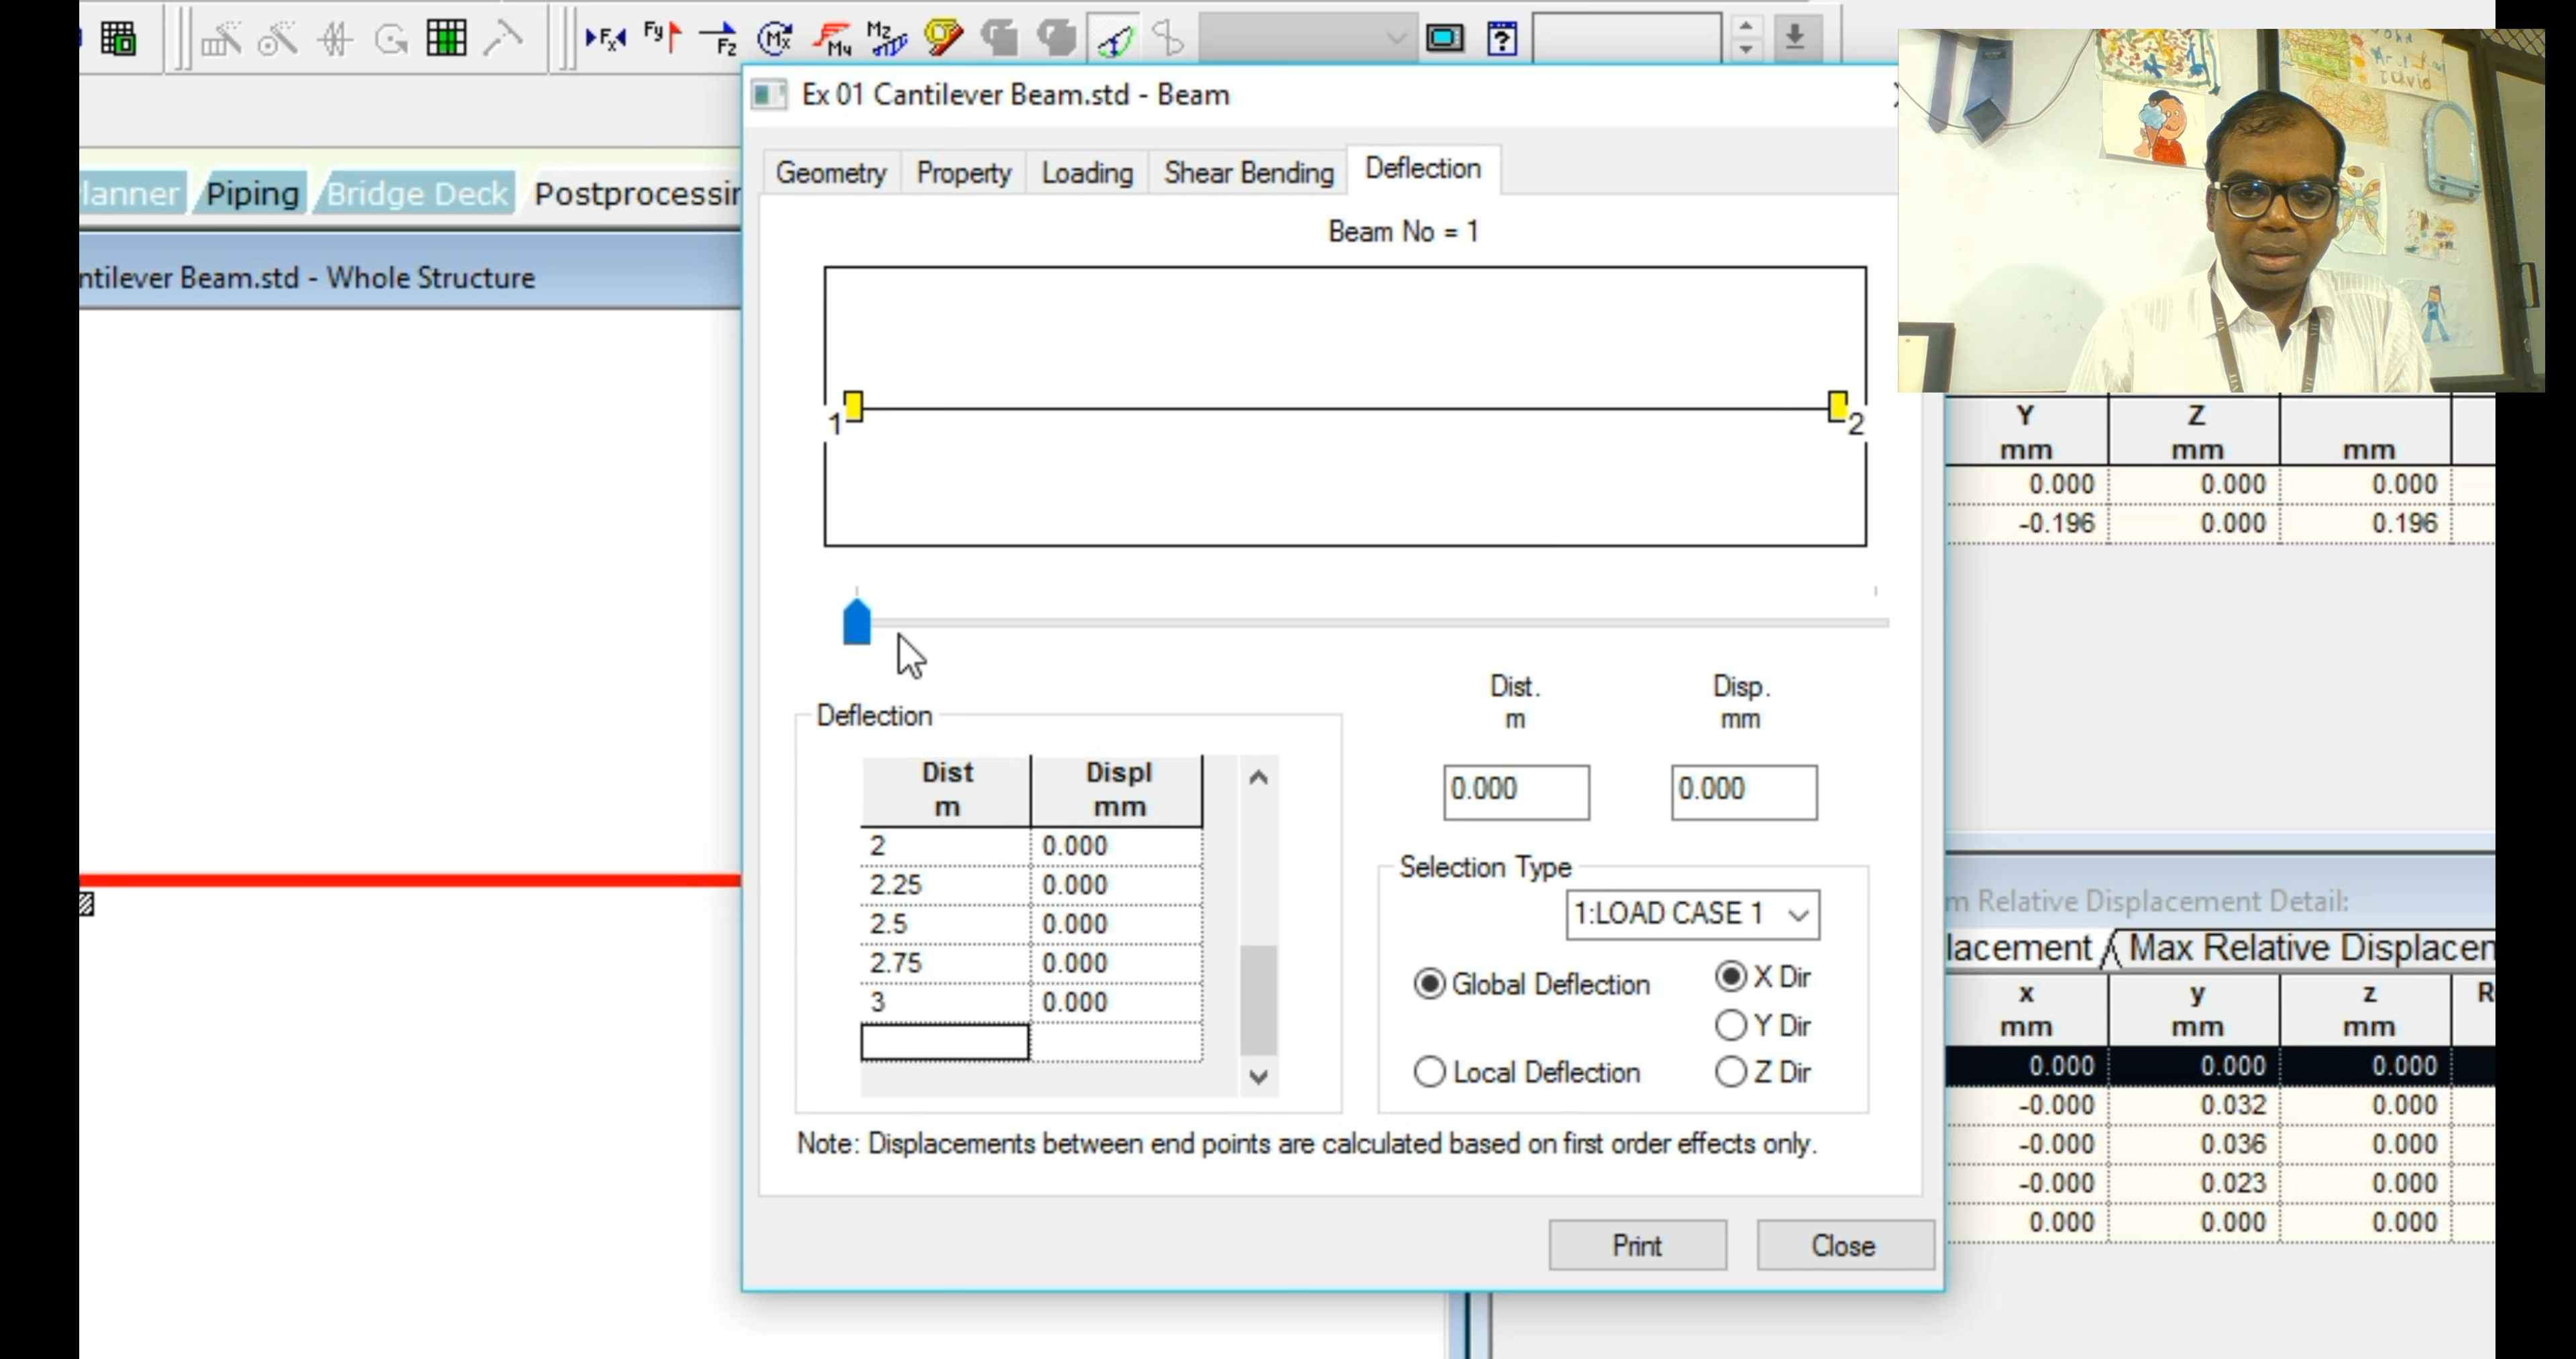 Fx
Fy
Fz
Mx
My
Mz
?
Ex 01 Cantilever Beam.std - Beam
Geometry
Property
Loading
Shear Bending
Deflection
lanner
Piping
Bridge Deck
Postprocessin
ntilever Beam.std - Whole Structure
Beam No = 1
1
2
Deflection
Dist Displ
m mm
2 0.000
2.25 0.000
2.5 0.000
2.75 0.000
3 0.000
Dist. Disp.
m mm
0.000 0.000
Selection Type
1:LOAD CASE 1
Global Deflection
X Dir
Y Dir
Local Deflection
Z Dir
Note: Displacements between end points are calculated based on first order effects only.
Print
Close
Y Z
mm mm mm
0.000 0.000 0.000
-0.196 0.000 0.196
m Relative Displacement Detail:
lacement
Max Relative Displacen
x y z R
mm mm mm
0.000 0.000 0.000
-0.000 0.032 0.000
-0.000 0.036 0.000
-0.000 0.023 0.000
0.000 0.000 0.000